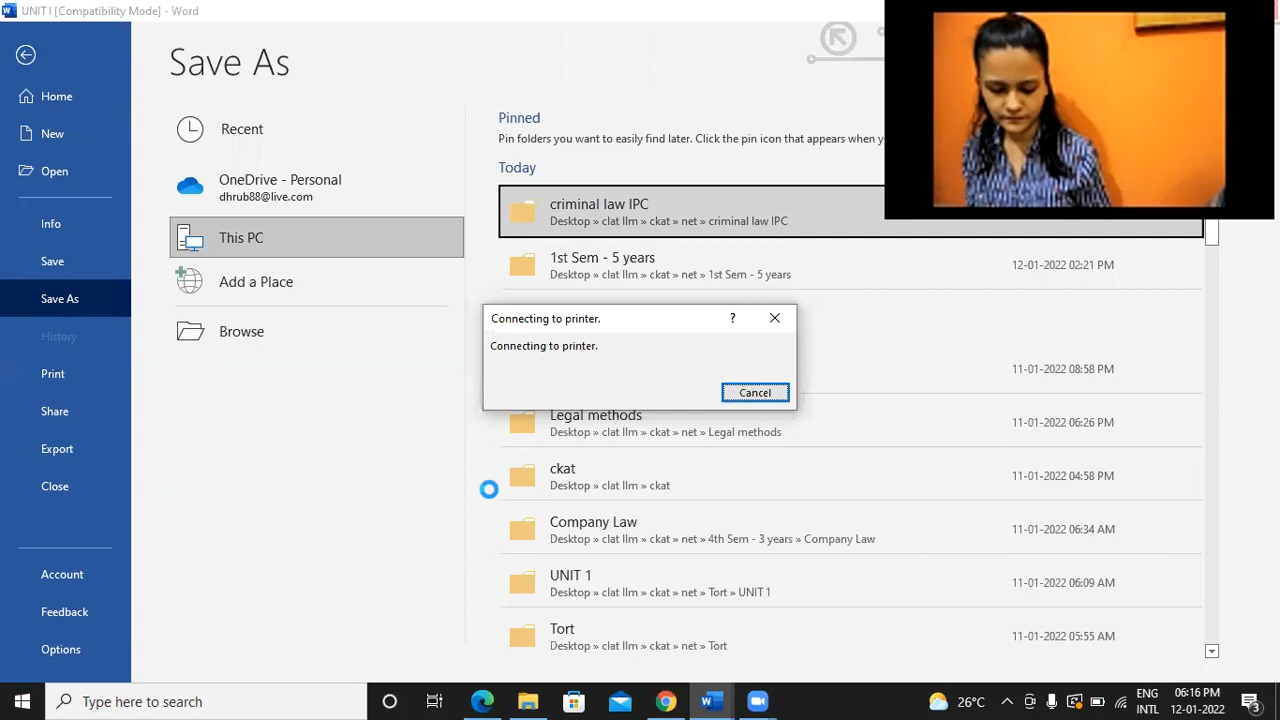 UNIT I [Compatibility Mode] - Word
Save As
Home
New
Open
Info
Save
Save As
History
Print
Share
Export
Close
Account
Feedback
Options
Recent
OneDrive - Personal
dhrub88@live.com
This PC
Add a Place
Browse
Pinned
Pin folders you want to easily find later. Click the pin icon that appears when
Today
criminal law IPC
Desktop » clat llm » ckat » net » criminal law IPC
1st Sem - 5 years
Desktop » clat llm » ckat » net » 1st Sem - 5 years
12-01-2022 02:21 PM
Connecting to printer.
?
Connecting to printer.
Cancel
11-01-2022 08:58 PM
Legal methods
Desktop » clat llm » ckat » net » Legal methods
11-01-2022 06:26 PM
ckat
Desktop » clat llm » ckat
11-01-2022 04:58 PM
Company Law
Desktop » clat llm » ckat » net » 4th Sem - 3 years » Company Law
11-01-2022 06:34 AM
UNIT 1
Desktop » clat llm » ckat » net » Tort » UNIT 1
11-01-2022 06:09 AM
Tort
Desktop » clat llm » ckat » net » Tort
11-01-2022 05:55 AM
Type here to search
26°C
ENG
INTL
06:16 PM
12-01-2022
3